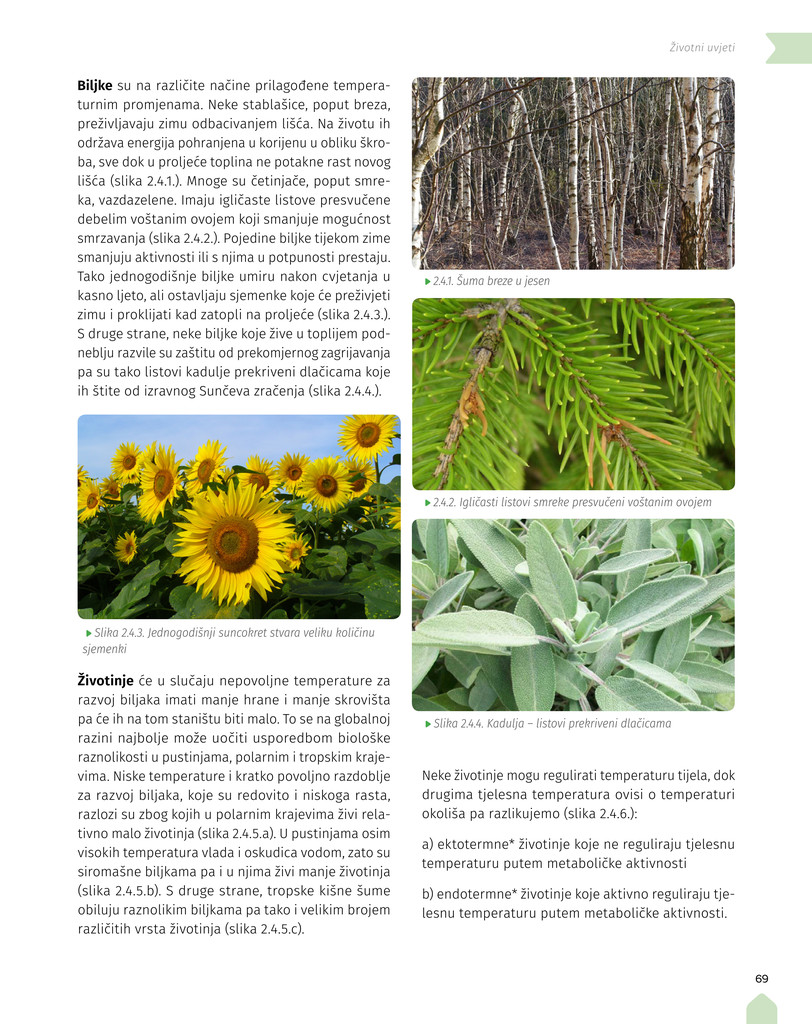 Životni uvjeti
Biljke su na različite načine prilagođene tempera-
turnim promjenama. Neke stablašice, poput breza,
preživljavaju zimu odbacivanjem lišća. Na životu ih
održava energija pohranjena u korijenu u obliku škro-
ba, sve dok u proljeće toplina ne potakne rast novog
lišća (slika 2.4.1.). Mnoge su četinjače, poput smre-
ka, vazdazelene. Imaju igličaste listove presvučene
debelim voštanim ovojem koji smanjuje mogućnost
smrzavanja (slika 2.4.2.). Pojedine biljke tijekom zime
smanjuju aktivnosti ili s njima u potpunosti prestaju.
Tako jednogodišnje biljke umiru nakon cvjetanja u
kasno ljeto, ali ostavljaju sjemenke koje će preživjeti
zimu i proklijati kad zatopli na proljeće (slika 2.4.3.).
S druge strane, neke biljke koje žive u toplijem pod-
neblju razvile su zaštitu od prekomjernog zagrijavanja
pa su tako listovi kadulje prekriveni dlačicama koje
ih štite od izravnog Sunčeva zračenja (slika 2.4.4.).
Slika 2.4.3. Jednogodišnji suncokret stvara veliku količinu
sjemenki
Životinje će u slučaju nepovoljne temperature za
razvoj biljaka imati manje hrane i manje skrovišta
pa će ih na tom staništu biti malo. To se na globalnoj
razini najbolje može uočiti usporedbom biološke
raznolikosti u pustinjama, polarnim i tropskim kraje-
vima. Niske temperature i kratko povoljno razdoblje
za razvoj biljaka, koje su redovito i niskoga rasta,
razlozi su zbog kojih u polarnim krajevima živi rela-
tivno malo životinja (slika 2.4.5.a). U pustinjama osim
visokih temperatura vlada i oskudica vodom, zato su
siromašne biljkama pa i u njima živi manje životinja
(slika 2.4.5.b). S druge strane, tropske kišne šume
obiluju raznolikim biljkama pa tako i velikim brojem
različitih vrsta životinja (slika 2.4.5.c).
2.4.1. Šuma breze u jesen
2.4.2. Igličasti listovi smreke presvučeni voštanim ovojem
Slika 2.4.4. Kadulja – listovi prekriveni dlačicama
Neke životinje mogu regulirati temperaturu tijela, dok
drugima tjelesna temperatura ovisi o temperaturi
okoliša pa razlikujemo (slika 2.4.6.):
a) ektotermne* životinje koje ne reguliraju tjelesnu
temperaturu putem metaboličke aktivnosti
b) endotermne* životinje koje aktivno reguliraju tje-
lesnu temperaturu putem metaboličke aktivnosti.
69